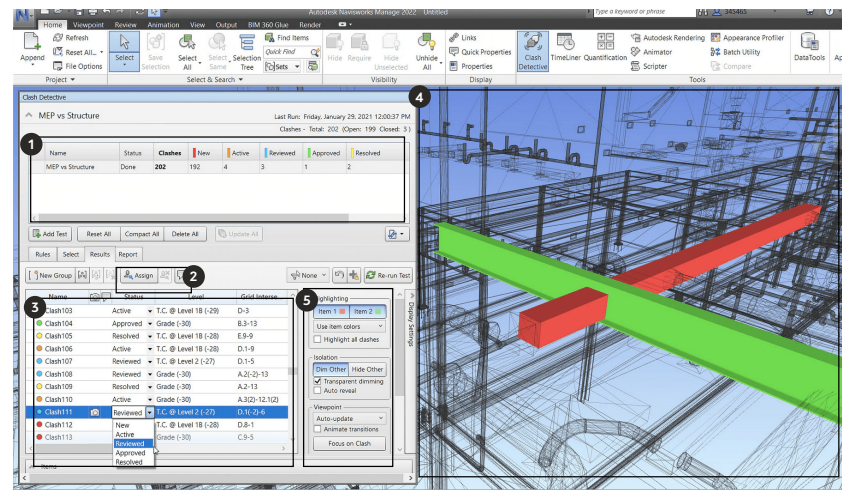 N. Autodesk Navisworks Manage 2022 Untitled Type a keyword or phrase 345465
Home Viewpoint Review Animation View Output BIM 360 Glue Render
Append Refresh Reset All... File Options Project
Select Save Selection Select All Select Same Selection Tree Find Items Quick Find Sets Select & Search
Hide Require Hide Unselected Unhide All Visibility
Links Quick Properties Properties Display
Clash Detective TimeLiner Quantification Autodesk Rendering Animator Scripter Appearance Profiler Batch Utility Compare Tools
DataTools Ap
Clash Detective
MEP vs Structure Last Run: Friday, January 29, 2021 12:00:37 PM
Clashes - Total: 202 (Open: 199 Closed: 3)
1
Name Status Clashes New Active Reviewed Approved Resolved
MEP vs Structure Done 202 192 4 3 1 2
Add Test Reset All Compact All Delete All Update All
Rules Select Results Report
2
New Group Assign None Re-run Test
3
Name Status Level Grid Interse
Clash103 Active T.C. @ Level 1B (-29) D-3
Clash104 Approved Grade (-30) B.3-13
Clash105 Resolved T.C. @ Level 1B (-28) E.9-9
Clash106 Active T.C. @ Level 1B (-28) D.1-9
Clash107 Reviewed T.C. @ Level 2 (-27) D.1-5
Clash108 Reviewed Grade (-30) A.2(-2)-13
Clash109 Resolved Grade (-30) A.2-13
Clash110 Active Grade (-30) A.3(2)-12.1(2)
Clash111 Reviewed T.C. @ Level 2 (-27) D.1(-2)-6
Clash112 T.C. @ Level 1B (-28) D.8-1
Clash113 Grade (-30) C.9-5
New
Active
Reviewed
Approved
Resolved
Items
5
Highlighting
Item 1 Item 2
Use item colors
Highlight all clashes
Isolation
Dim Other Hide Other
Transparent dimming
Auto reveal
Viewpoint
Auto-update
Animate transitions
Focus on Clash
Display Settings
4